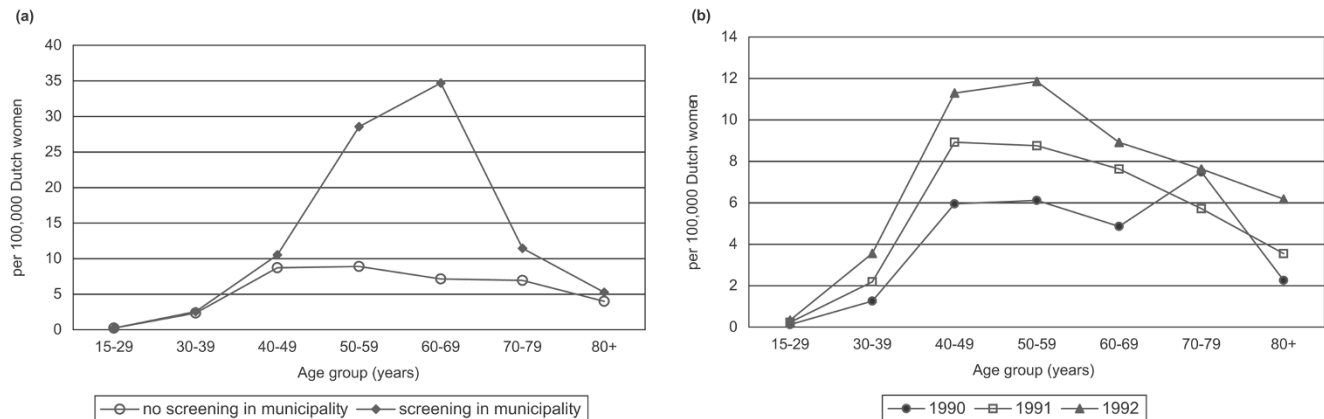 (a)
per 100,000 Dutch women
40
35
30
25
20
15
10
5
0
15-29 30-39 40-49 50-59 60-69 70-79 80+
Age group (years)
no screening in municipality screening in municipality
(b)
per 100,000 Dutch women
14
12
10
8
6
4
2
0
15-29 30-39 40-49 50-59 60-69 70-79 80+
Age group (years)
1990 1991 1992